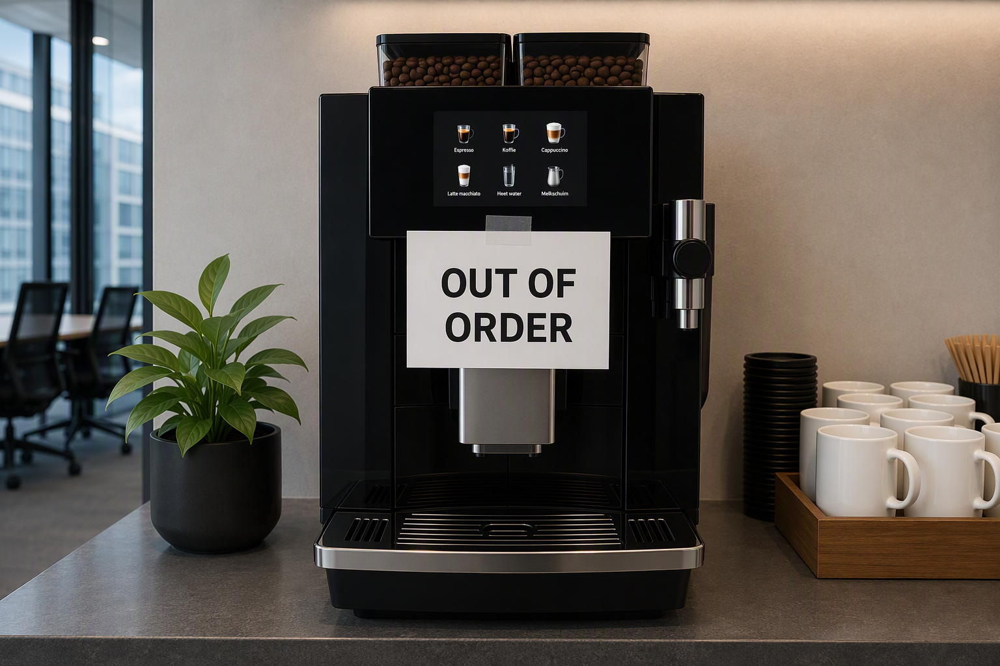 Espresso
Koffie
Cappuccino
Latte macchiato
Heet water
Melkschuim
OUT OF
ORDER